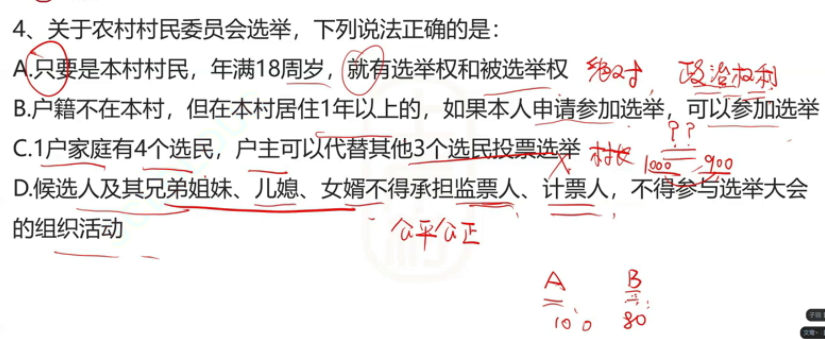 4、关于农村村民委员会选举，下列说法正确的是：
A.只要是本村村民，年满18周岁，就有选举权和被选举权 绝对 政治权利
B.户籍不在本村，但在本村居住1年以上的，如果本人申请参加选举，可以参加选举
? ?
C.1户家庭有4个选民，户主可以代替其他3个选民投票选举 村长 1000 900
D.候选人及其兄弟姐妹、儿媳、女婿不得承担监票人、计票人，不得参与选举大会
的组织活动
公平公正
A B
100 80